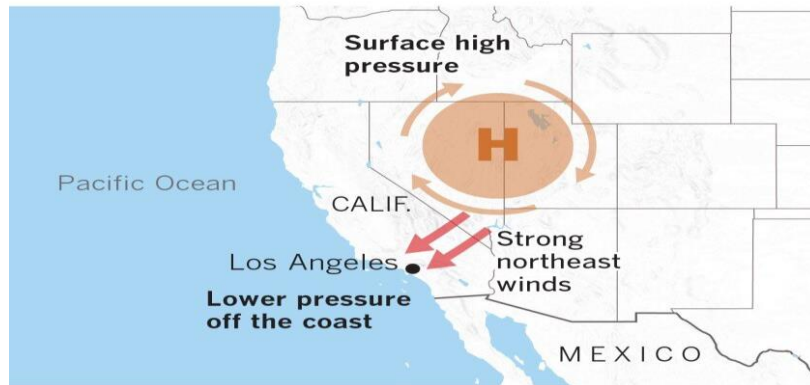 Surface high
pressure
H
Pacific Ocean
CALIF.
Los Angeles
Strong
northeast
winds
Lower pressure
off the coast
MEXICO